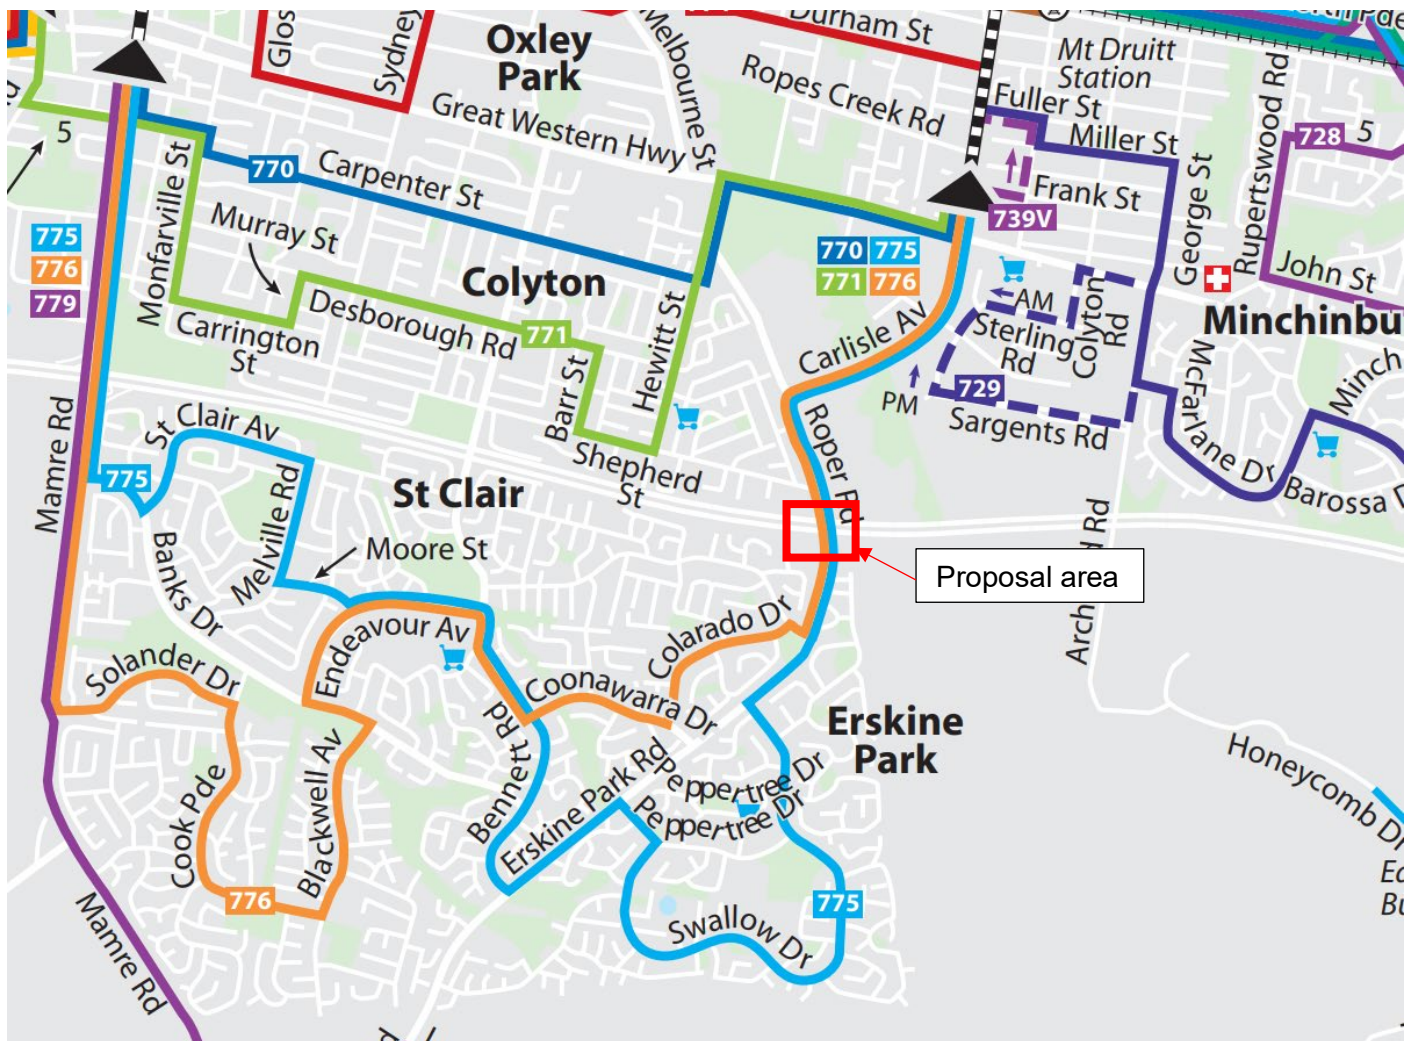 Glos
Sydney
Oxley
Park
Melbourne St
Durham St
Mt Druitt
Station
Rupertswood Rd
Great Western Hwy
Ropes Creek Rd
Fuller St
Miller St
George St
728
5
5
770
Carpenter St
Monfarville St
Frank St
739V
Murray St
775
776
779
Colyton
770
775
771
776
AM
Sterling
Rd
Colyton
Rd
John St
Minchinbu
Carrington
St
Desborough Rd
771
Hewitt St
Barr St
Carlisle Av
PM
729
Sargents Rd
McFarlane Dr
Minch
Barossa
Mamre Rd
St Clair Av
775
Melville Rd
St Clair
Shepherd
St
Roper Rd
Moore St
Banks Dr
Proposal area
Arch
d Rd
Endeavour Av
Colarado Dr
Solander Dr
Coonawarra Dr
Bennett Rd
Erskine
Park
Honeycomb Dr
Cook Pde
Blackwell Av
Erskine Park Rd
Peppertree Dr
Peppertree Dr
776
775
Swallow Dr
Mamre Rd